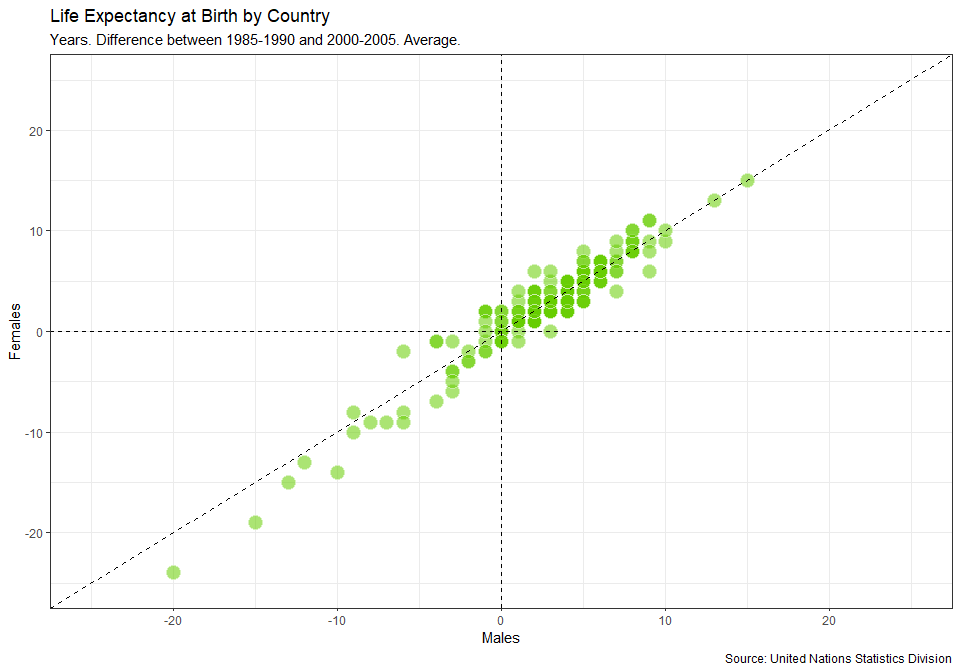 Life Expectancy at Birth by Country
Years. Difference between 1985-1990 and 2000-2005. Average.
Females
20
10
0
-10
-20
-20
-10
0
10
20
Males
Source: United Nations Statistics Division